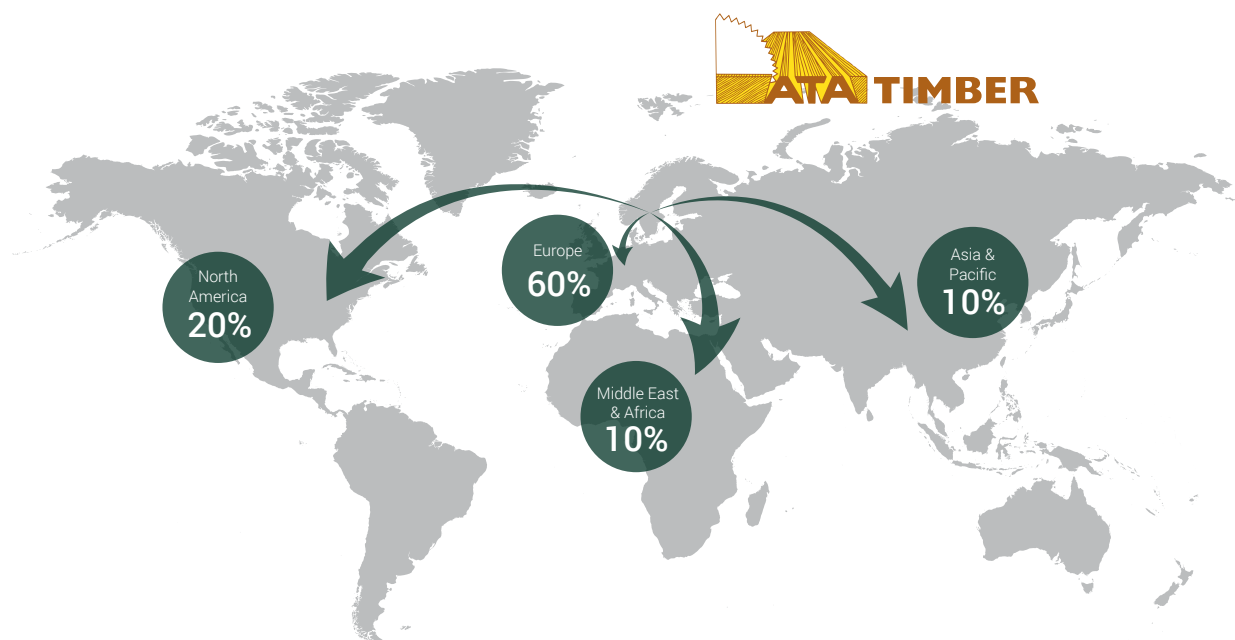 ATA TIMBER
North
America
20%
Europe
60%
Middle East
& Africa
10%
Asia &
Pacific
10%